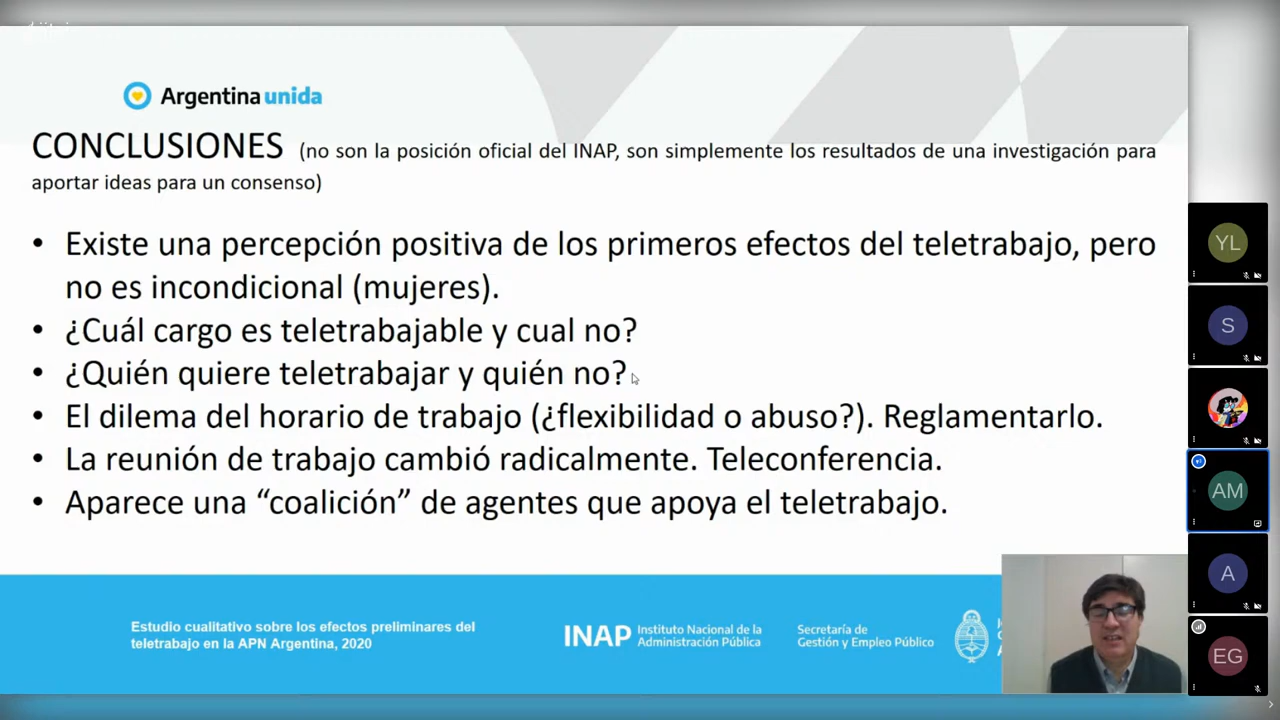 Argentina unida
CONCLUSIONES (no son la posición oficial del INAP, son simplemente los resultados de una investigación para
aportar ideas para un consenso)
• Existe una percepción positiva de los primeros efectos del teletrabajo, pero
no es incondicional (mujeres).
• ¿Cuál cargo es teletrabajable y cual no?
• ¿Quién quiere teletrabajar y quién no?
• El dilema del horario de trabajo (¿flexibilidad o abuso?). Reglamentarlo.
• La reunión de trabajo cambió radicalmente. Teleconferencia.
• Aparece una “coalición” de agentes que apoya el teletrabajo.
Estudio cualitativo sobre los efectos preliminares del
teletrabajo en la APN Argentina, 2020
INAP Instituto Nacional de la
Administración Pública
Secretaría de
Gestión y Empleo Público
YL
S
AM
A
EG